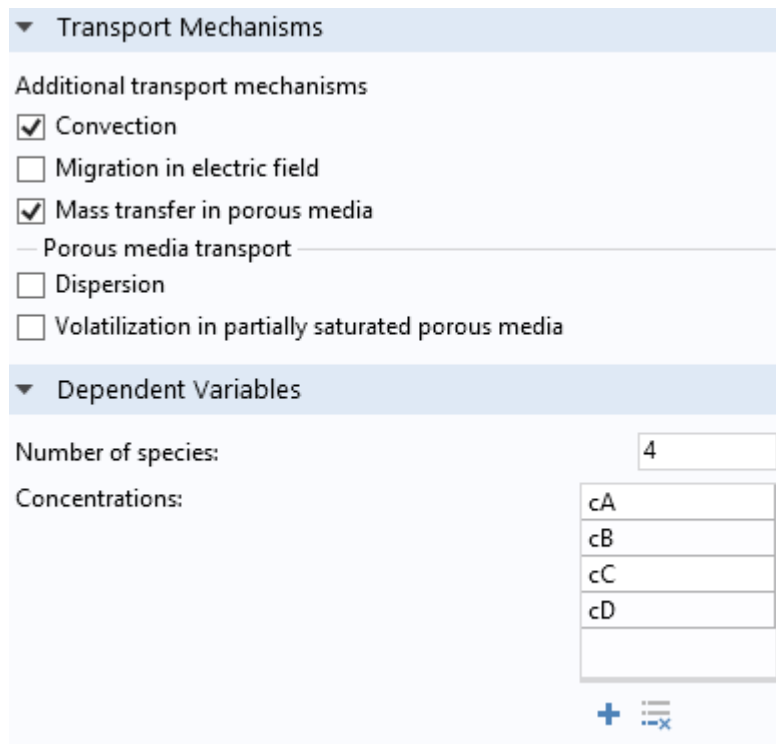 Transport Mechanisms
Additional transport mechanisms
Convection
Migration in electric field
Mass transfer in porous media
Porous media transport
Dispersion
Volatilization in partially saturated porous media
Dependent Variables
Number of species: 4
Concentrations:
cA
cB
cC
cD